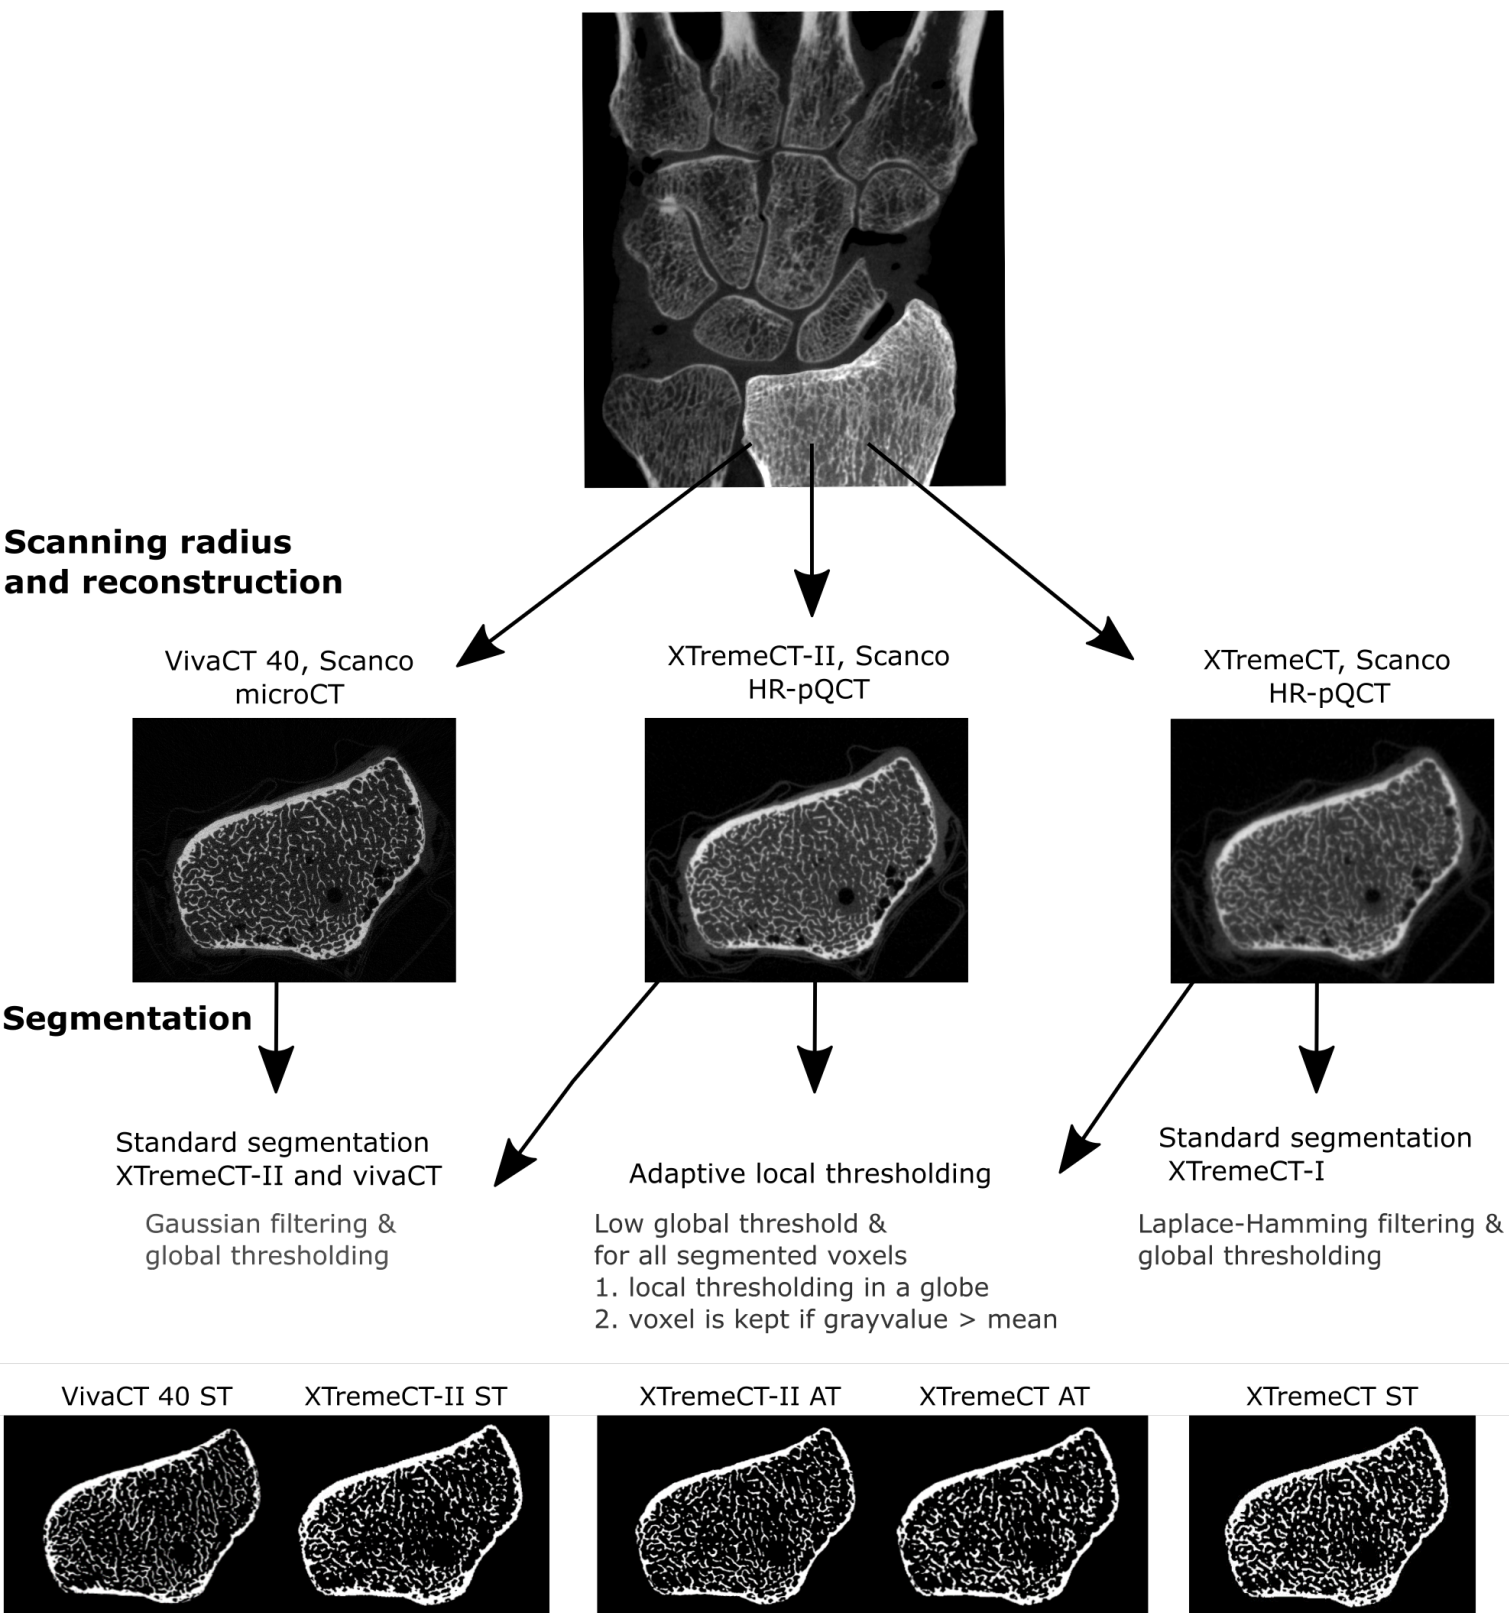 Scanning radius
and reconstruction
VivaCT 40, Scanco
microCT
XTremeCT-II, Scanco
HR-pQCT
XTremeCT, Scanco
HR-pQCT
Segmentation
Standard segmentation
XTremeCT-II and vivaCT
Gaussian filtering &
global thresholding
Adaptive local thresholding
Low global threshold &
for all segmented voxels
1. local thresholding in a globe
2. voxel is kept if grayvalue > mean
Standard segmentation
XTremeCT-I
Laplace-Hamming filtering &
global thresholding
VivaCT 40 ST
XTremeCT-II ST
XTremeCT-II AT
XTremeCT AT
XTremeCT ST